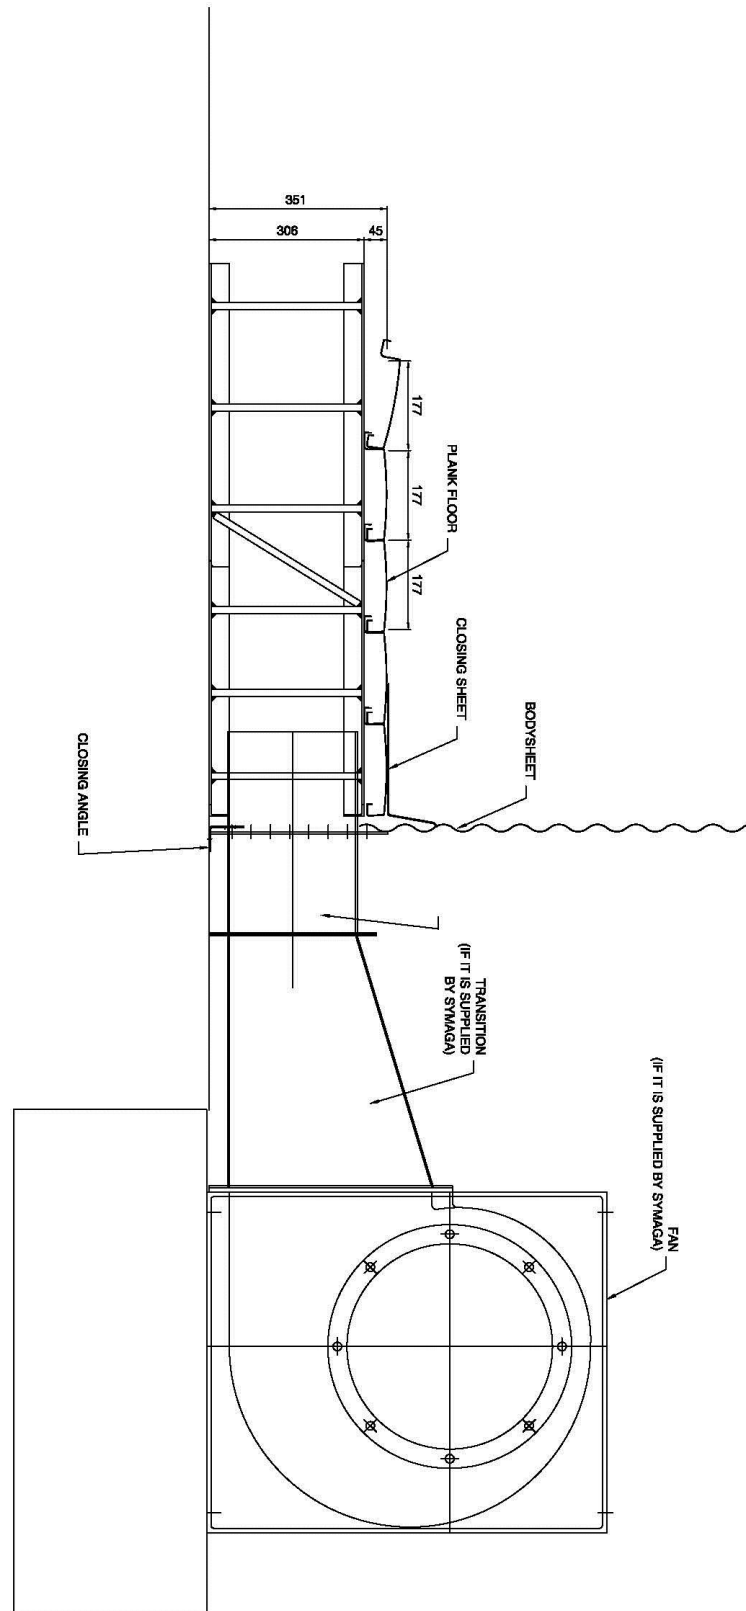 351
306
45
177
177
177
PLANK FLOOR
CLOSING SHEET
BODYSHEET
CLOSING ANGLE
TRANSITION
(IF IT IS SUPPLIED
BY SYMAGA)
FAN
(IF IT IS SUPPLIED BY SYMAGA)